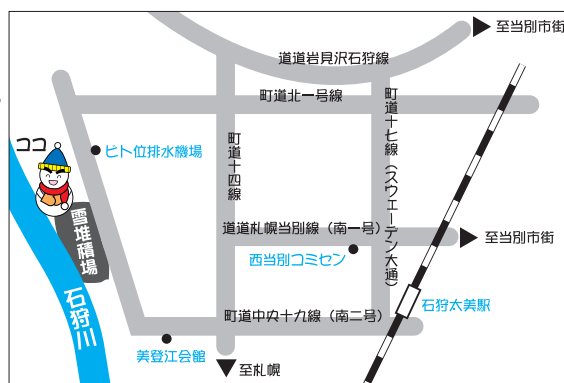 至当別市街
道道岩見沢石狩線
町道北一号線
ココ
ビトイ排水機場
町道十四線
町道十七線（スウェーデン大通）
雪堆積場
道道札幌当別線（南一号）
至当別市街
西当別コミセン
石狩川
石狩太美駅
町道中央十九線（南二号）
美登江会館
至札幌